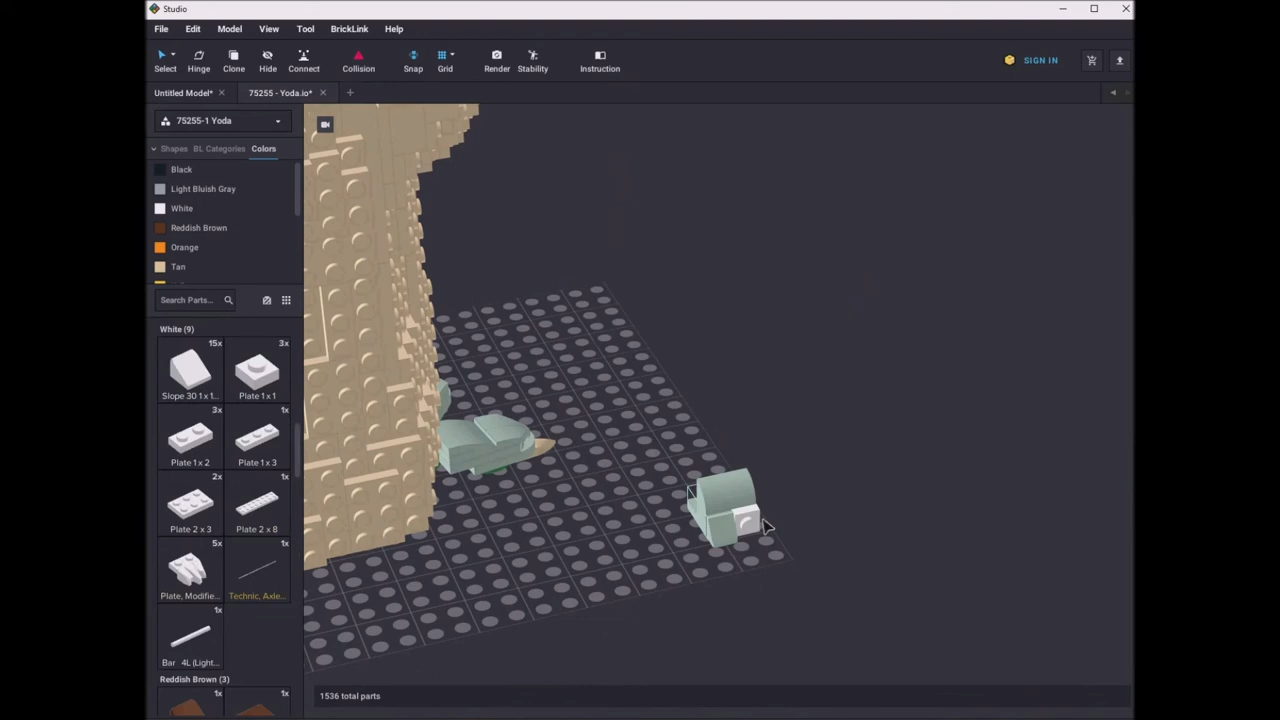 Studio
File Edit Model View Tool BrickLink Help
Select Hinge Clone Hide Connect Collision Snap Grid Render Stability Instruction SIGN IN
Untitled Model* 75255 - Yoda.io*
75255-1 Yoda
Shapes BL Categories Colors
Black
Light Bluish Gray
White
Reddish Brown
Orange
Tan
Search Parts...
White (9)
15x 3x
Slope 30 1 x 1... Plate 1 x 1
3x 1x
Plate 1 x 2 Plate 1 x 3
2x 1x
Plate 2 x 3 Plate 2 x 8
5x 1x
Plate, Modifie... Technic, Axle...
1x
Bar 4L (Light...
Reddish Brown (3)
1x 1x
1536 total parts